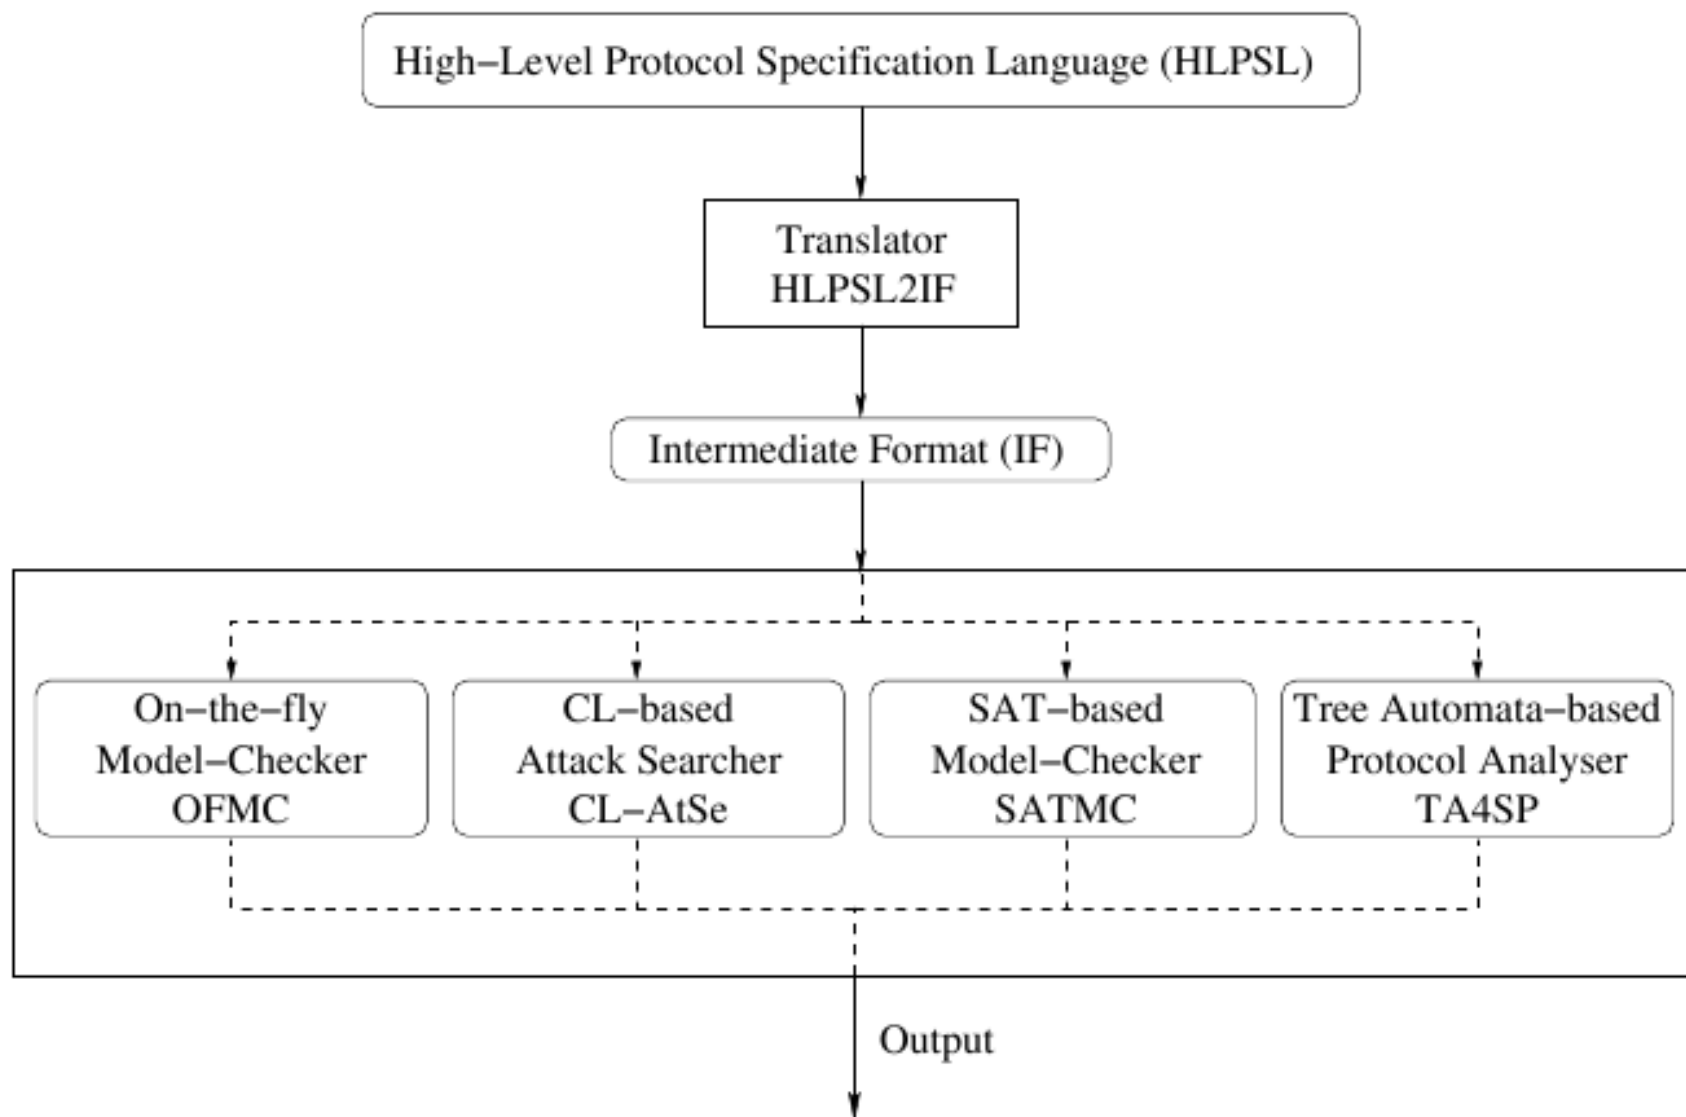 High–Level Protocol Specification Language (HLPSL)
Translator
HLPSL2IF
Intermediate Format (IF)
On–the–fly
Model–Checker
OFMC
CL–based
Attack Searcher
CL–AtSe
SAT–based
Model–Checker
SATMC
Tree Automata–based
Protocol Analyser
TA4SP
Output